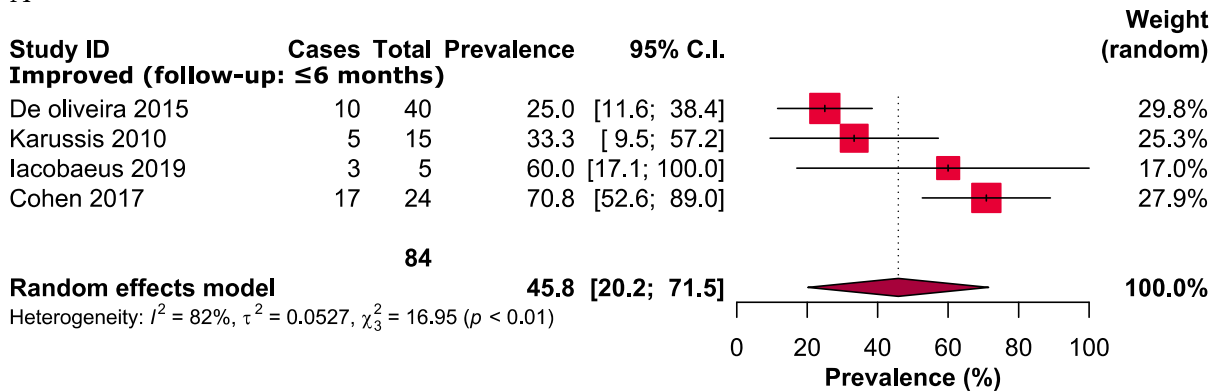 Weight
Study ID Cases Total Prevalence 95% C.I. (random)
Improved (follow-up: ≤6 months)
De oliveira 2015 10 40 25.0 [11.6; 38.4] 29.8%
Karussis 2010 5 15 33.3 [ 9.5; 57.2] 25.3%
Iacobaeus 2019 3 5 60.0 [17.1; 100.0] 17.0%
Cohen 2017 17 24 70.8 [52.6; 89.0] 27.9%
84
Random effects model 45.8 [20.2; 71.5] 100.0%
Heterogeneity: I² = 82%, τ² = 0.0527, χ²₃ = 16.95 (p < 0.01)
0 20 40 60 80 100
Prevalence (%)